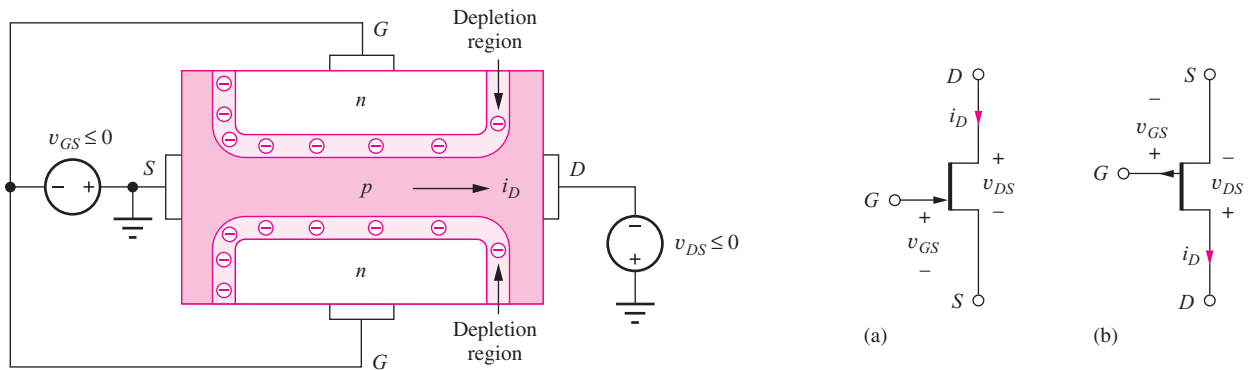 Depletion
region
G
n
v_GS ≤ 0
S
D
− +
p
i_D
−
+
v_DS ≤ 0
n
Depletion
region
G
D
i_D
+
v_DS
−
G
+
v_GS
−
S
(a)
S
−
v_GS
+
G
−
v_DS
+
i_D
D
(b)